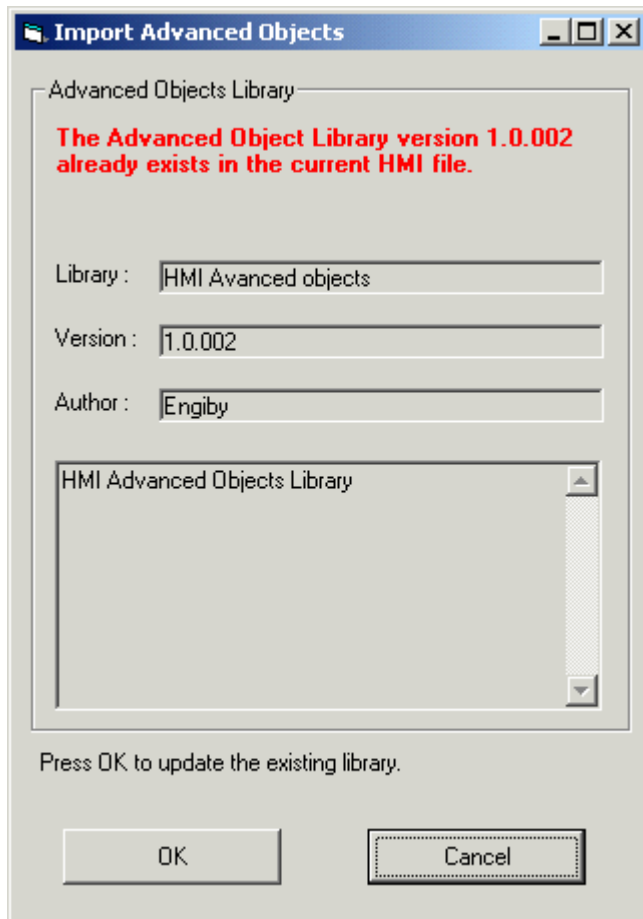 Import Advanced Objects
Advanced Objects Library
The Advanced Object Library version 1.0.002
already exists in the current HMI file.
Library : HMI Avanced objects
Version : 1.0.002
Author : Engiby
HMI Advanced Objects Library
Press OK to update the existing library.
OK Cancel